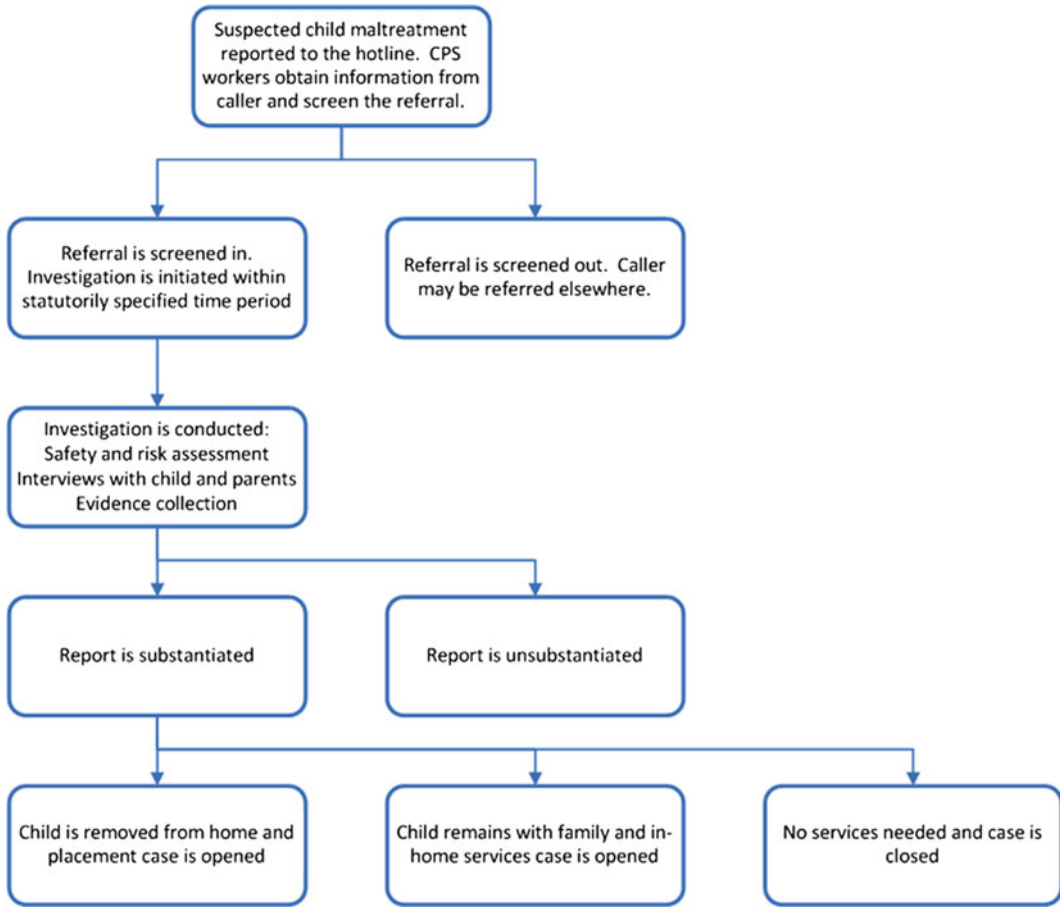 Suspected child maltreatment
reported to the hotline.  CPS
workers obtain information from
caller and screen the referral.
Referral is screened in.
Investigation is initiated within
statutorily specified time period
Referral is screened out.  Caller
may be referred elsewhere.
Investigation is conducted:
Safety and risk assessment
Interviews with child and parents
Evidence collection
Report is substantiated
Report is unsubstantiated
Child is removed from home and
placement case is opened
Child remains with family and in-
home services case is opened
No services needed and case is
closed